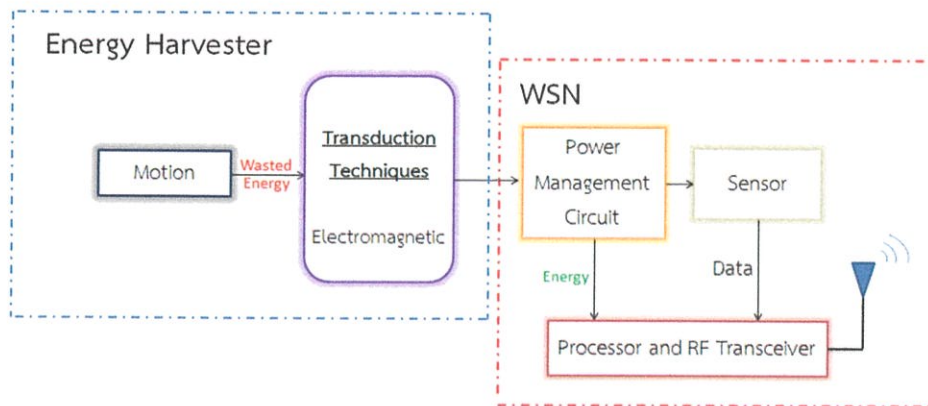 Energy Harvester
Motion
Wasted
Energy
Transduction
Techniques
Electromagnetic
WSN
Power
Management
Circuit
Sensor
Energy
Data
Processor and RF Transceiver